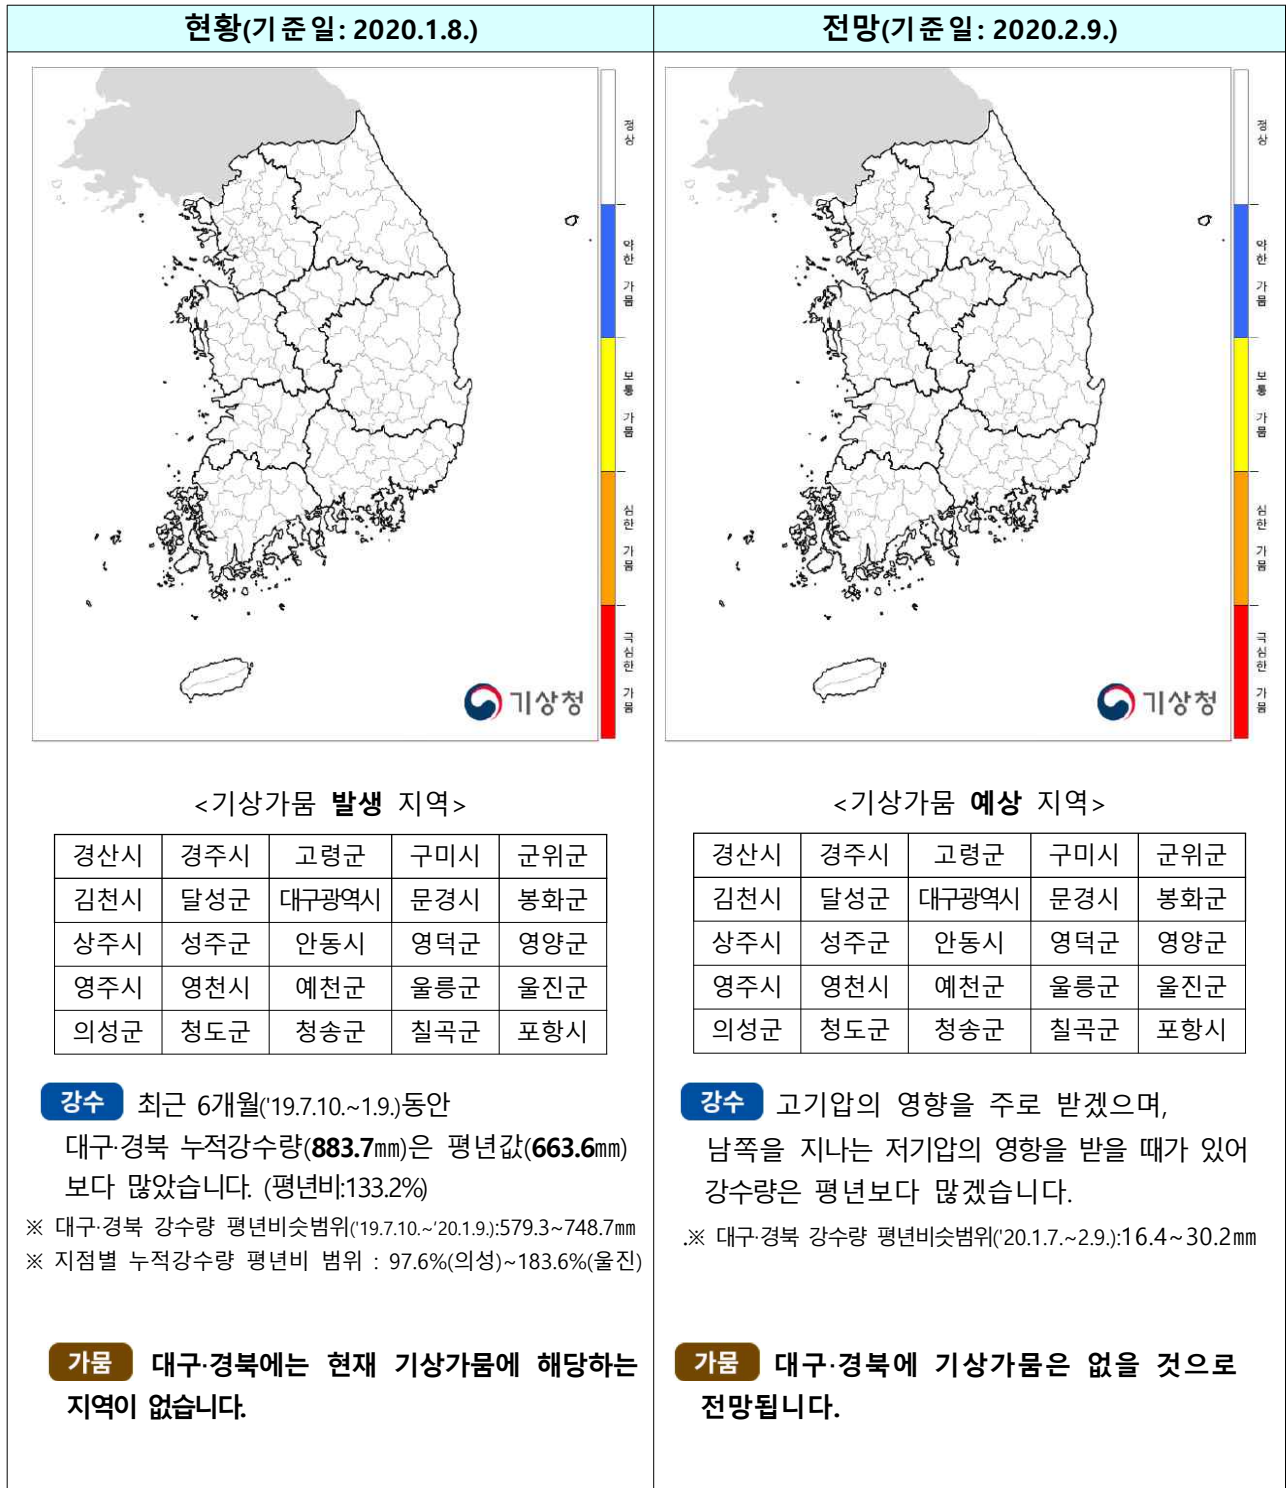 현황(기준일: 2020.1.8.)
정상
약한 가뭄
보통 가뭄
심한 가뭄
극심한 가뭄
기상청
<기상가뭄 발생 지역>
경산시 경주시 고령군 구미시 군위군
김천시 달성군 대구광역시 문경시 봉화군
상주시 성주군 안동시 영덕군 영양군
영주시 영천시 예천군 울릉군 울진군
의성군 청도군 청송군 칠곡군 포항시
강수 최근 6개월('19.7.10.~1.9.)동안
대구·경북 누적강수량(883.7㎜)은 평년값(663.6㎜)
보다 많았습니다. (평년비:133.2%)
※ 대구·경북 강수량 평년비슷범위('19.7.10.~'20.1.9.):579.3~748.7㎜
※ 지점별 누적강수량 평년비 범위 : 97.6%(의성)~183.6%(울진)
가뭄 대구·경북에는 현재 기상가뭄에 해당하는
지역이 없습니다.
전망(기준일: 2020.2.9.)
정상
약한 가뭄
보통 가뭄
심한 가뭄
극심한 가뭄
기상청
<기상가뭄 예상 지역>
경산시 경주시 고령군 구미시 군위군
김천시 달성군 대구광역시 문경시 봉화군
상주시 성주군 안동시 영덕군 영양군
영주시 영천시 예천군 울릉군 울진군
의성군 청도군 청송군 칠곡군 포항시
강수 고기압의 영향을 주로 받겠으며,
남쪽을 지나는 저기압의 영향을 받을 때가 있어
강수량은 평년보다 많겠습니다.
.※ 대구·경북 강수량 평년비슷범위('20.1.7.~2.9.):16.4~30.2㎜
가뭄 대구·경북에 기상가뭄은 없을 것으로
전망됩니다.